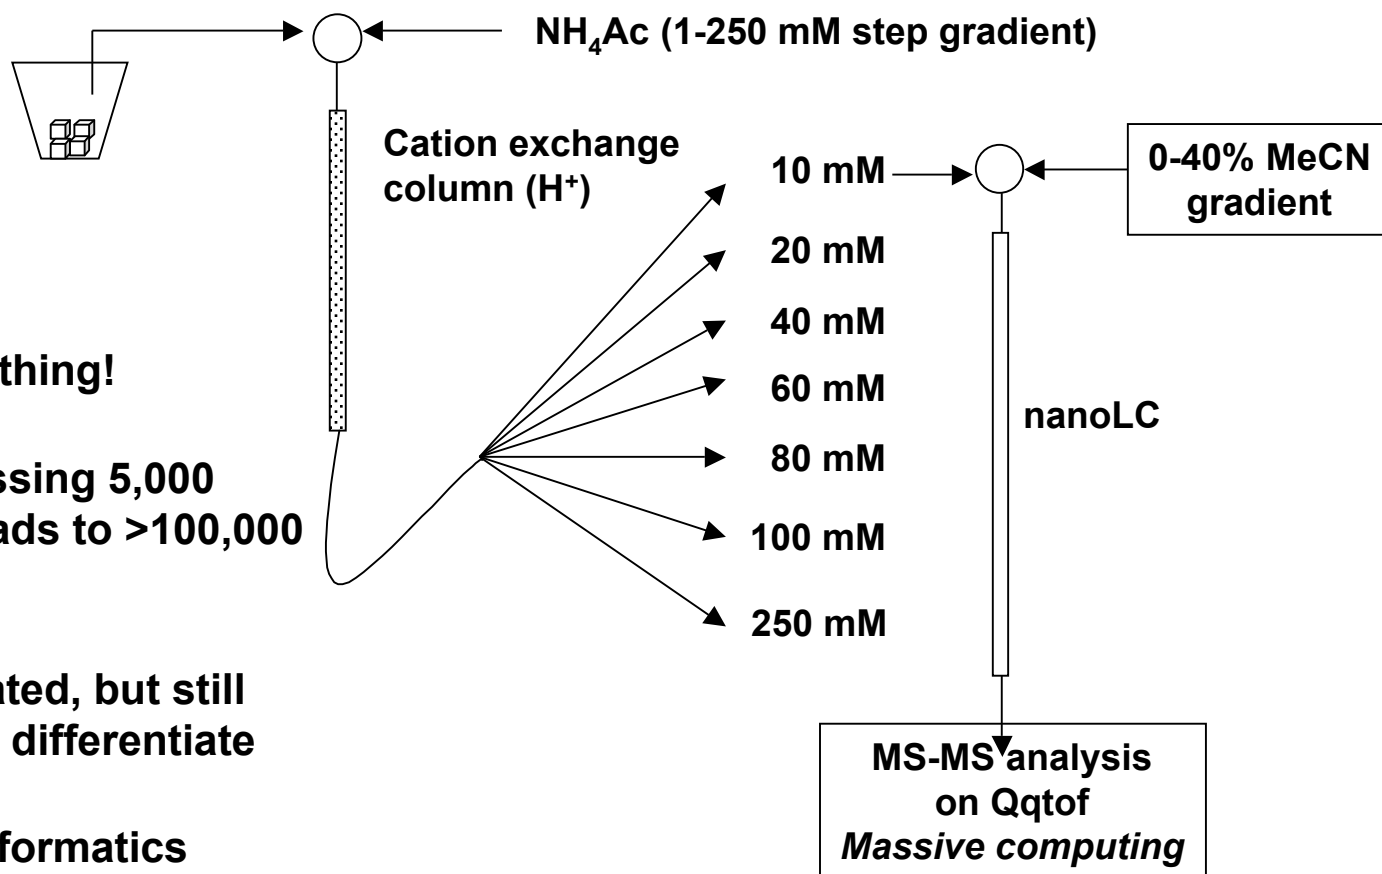 NH₄Ac (1-250 mM step gradient)
Cation exchange
column (H⁺)
10 mM
20 mM
40 mM
60 mM
80 mM
100 mM
250 mM
0-40% MeCN
gradient
nanoLC
thing!
ssing 5,000
ads to >100,000
ated, but still
differentiate
formatics
MS-MS analysis
on Qqtof
Massive computing